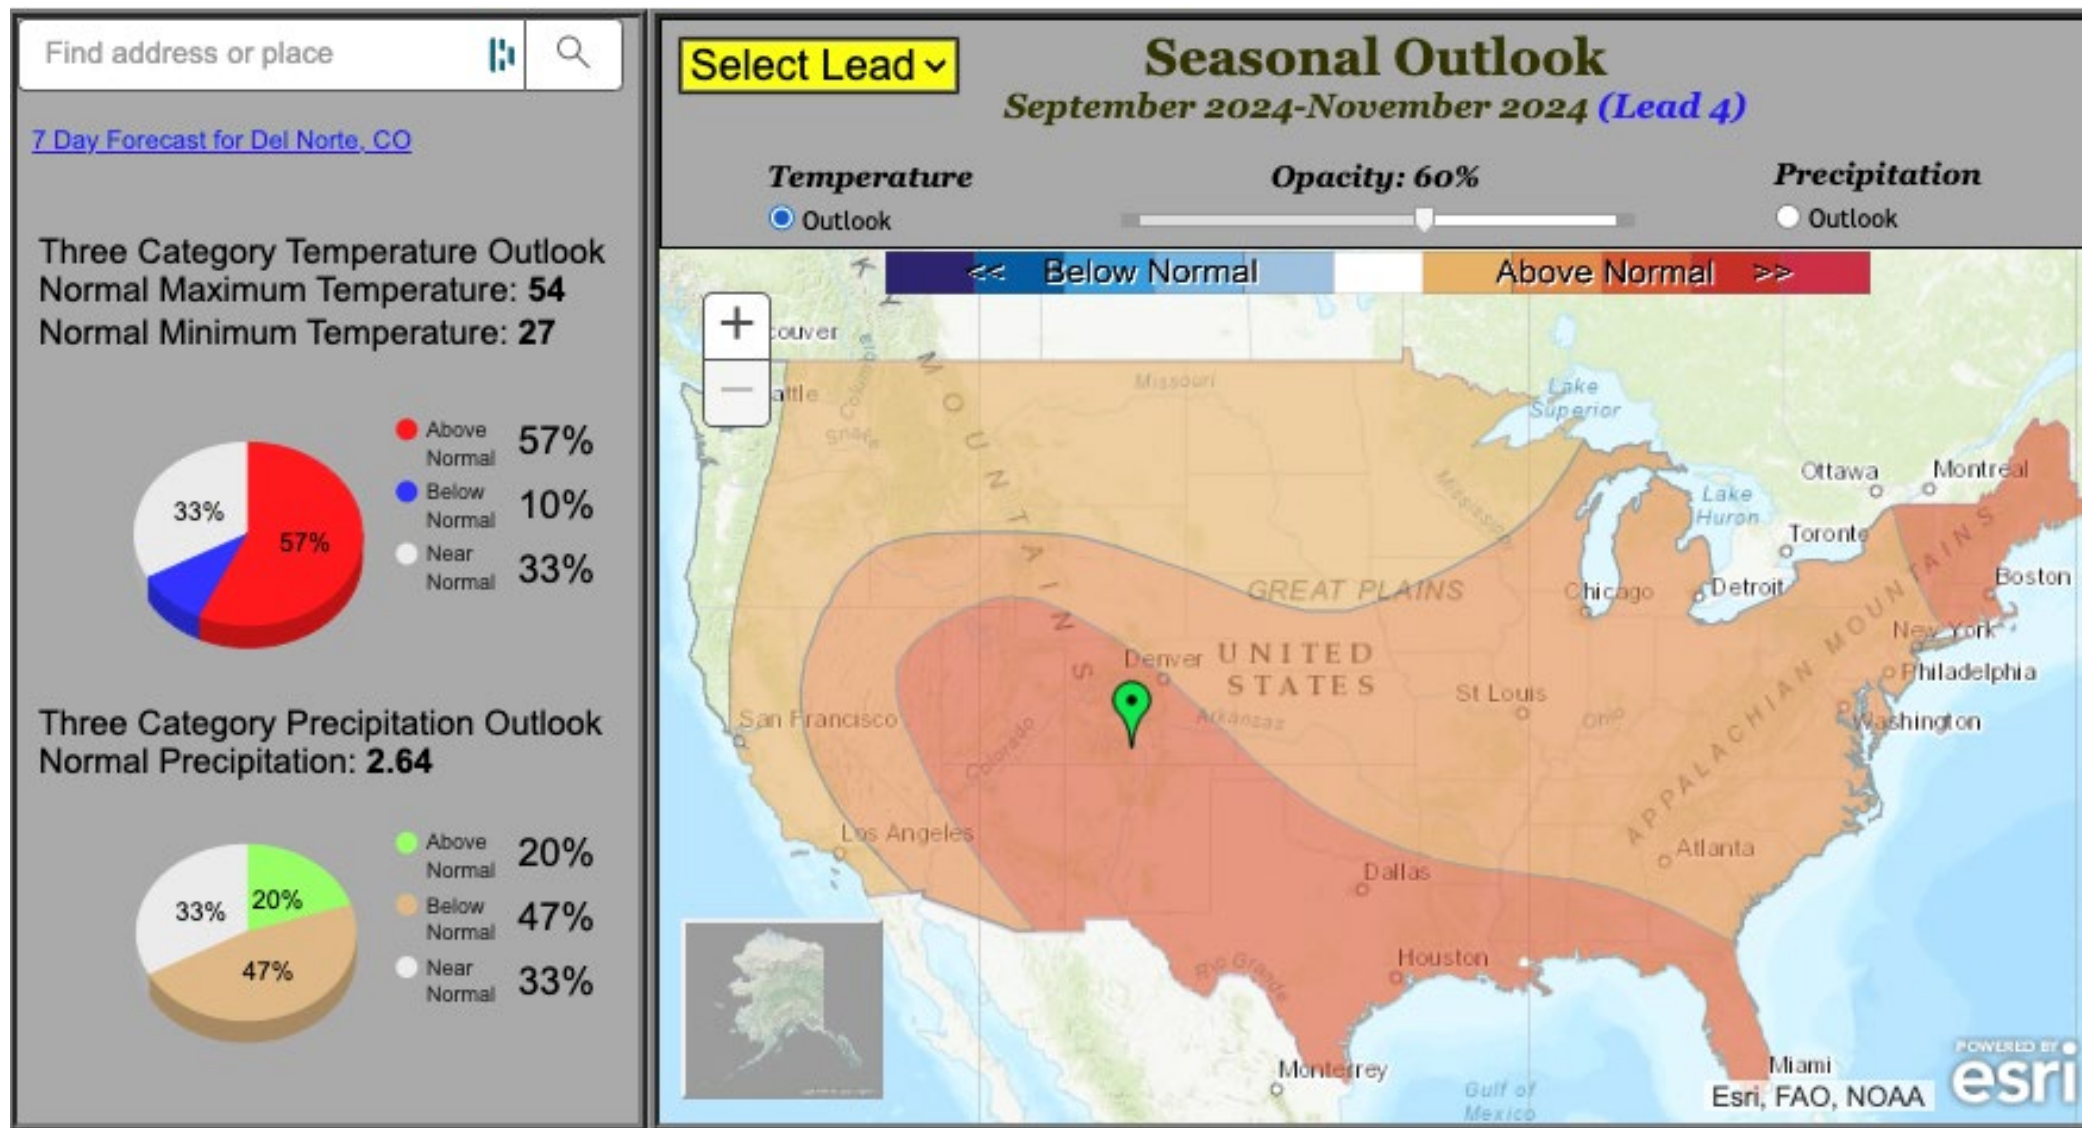 Find address or place
7 Day Forecast for Del Norte, CO
Three Category Temperature Outlook
Normal Maximum Temperature: 54
Normal Minimum Temperature: 27
Above
Normal
57%
Below
Normal
10%
Near
Normal
33%
33%
57%
Three Category Precipitation Outlook
Normal Precipitation: 2.64
Above
Normal
20%
Below
Normal
47%
Near
Normal
33%
33%
20%
47%
Select Lead
Seasonal Outlook
September 2024-November 2024 (Lead 4)
Temperature
Outlook
Opacity: 60%
Precipitation
Outlook
<< Below Normal
Above Normal >>
+
−
couver
attle
Columbia
Snake
Missouri
Mississippi
MOUNTAINS
Lake
Superior
Lake
Huron
Ottawa
Montreal
Toronto
Boston
Chicago
Detroit
GREAT PLAINS
New York
Philadelphia
Washington
Denver
UNITED
STATES
St Louis
Ohio
Arkansas
Colorado
San Francisco
APPALACHIAN MOUNTAINS
Los Angeles
Atlanta
Dallas
Houston
Rio Grande
Monterrey
Miami
Gulf of
Mexico
Esri, FAO, NOAA
POWERED BY
esri